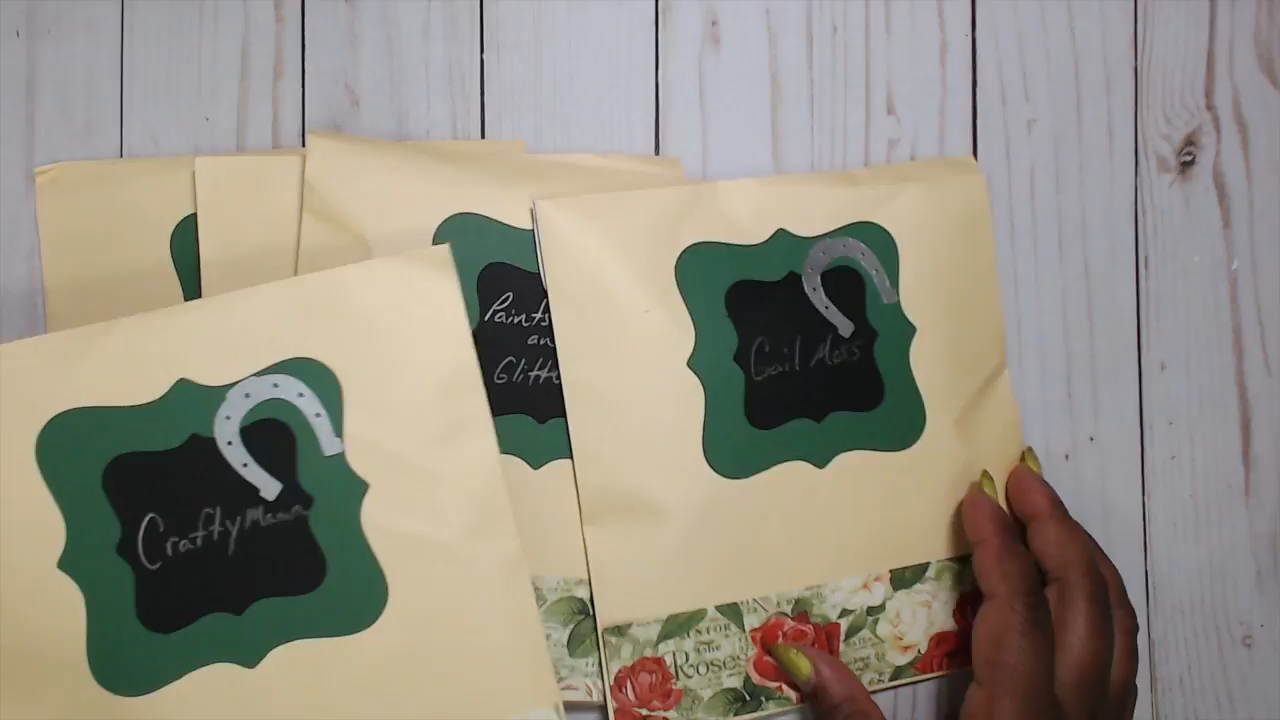 Paints
an
Glitte
Gail Moss
CraftyMama
The
Roses